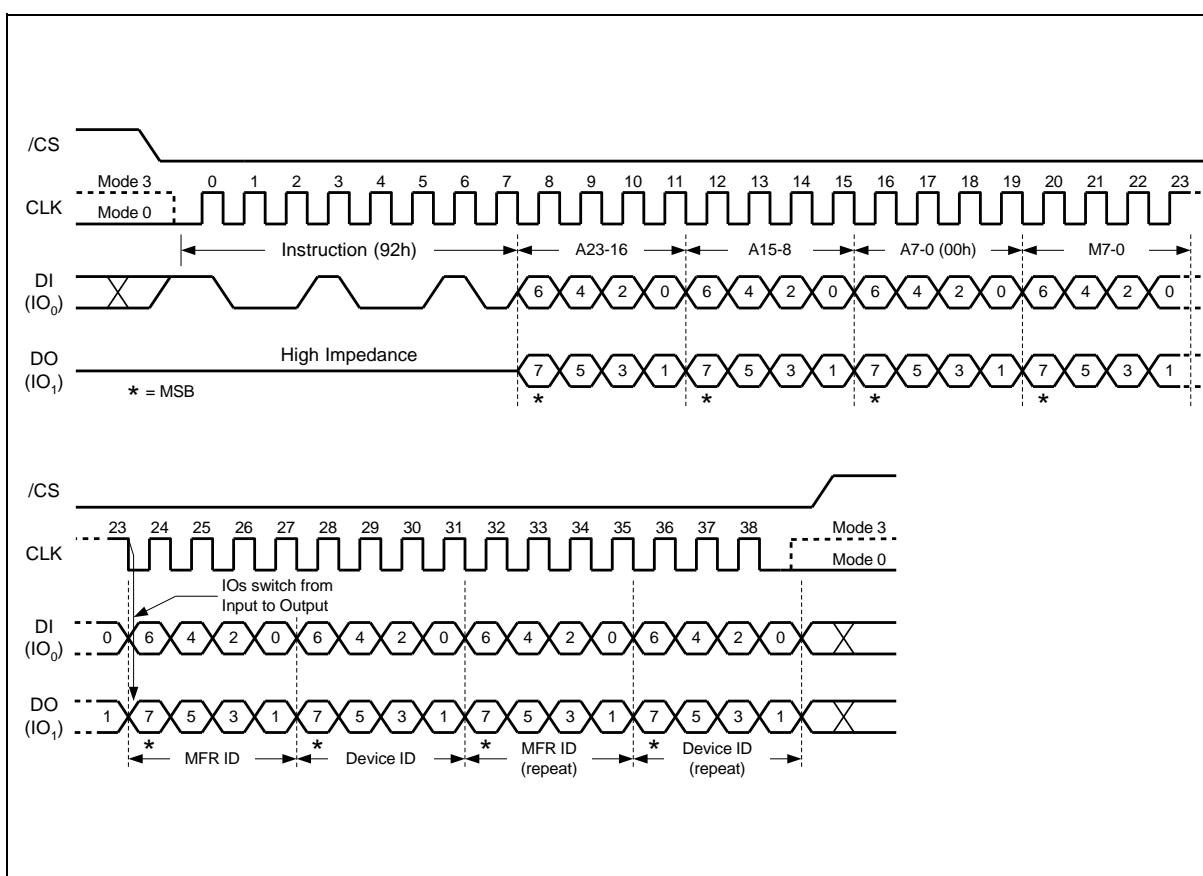 /CS
Mode 3 0 1 2 3 4 5 6 7 8 9 10 11 12 13 14 15 16 17 18 19 20 21 22 23
CLK Mode 0
Instruction (92h) A23-16 A15-8 A7-0 (00h) M7-0
DI
(IO0) 6 4 2 0 6 4 2 0 6 4 2 0 6 4 2 0
High Impedance
DO
(IO1) 7 5 3 1 7 5 3 1 7 5 3 1 7 5 3 1
* = MSB * * * *
/CS
23 24 25 26 27 28 29 30 31 32 33 34 35 36 37 38 Mode 3
CLK Mode 0
IOs switch from
Input to Output
DI
(IO0) 0 6 4 2 0 6 4 2 0 6 4 2 0 6 4 2 0
DO
(IO1) 1 7 5 3 1 7 5 3 1 7 5 3 1 7 5 3 1
* * * *
MFR ID Device ID MFR ID
(repeat) Device ID
(repeat)